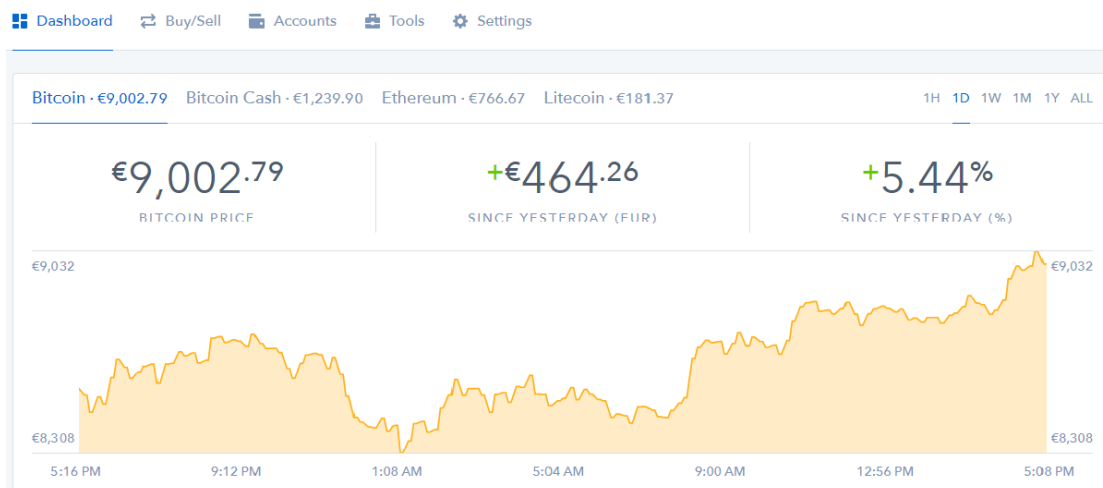 Dashboard Buy/Sell Accounts Tools Settings
Bitcoin · €9,002.79 Bitcoin Cash · €1,239.90 Ethereum · €766.67 Litecoin · €181.37 1H 1D 1W 1M 1Y ALL
€9,002.79 +€464.26 +5.44%
BITCOIN PRICE SINCE YESTERDAY (EUR) SINCE YESTERDAY (%)
€9,032 €9,032
€8,308 €8,308
5:16 PM 9:12 PM 1:08 AM 5:04 AM 9:00 AM 12:56 PM 5:08 PM